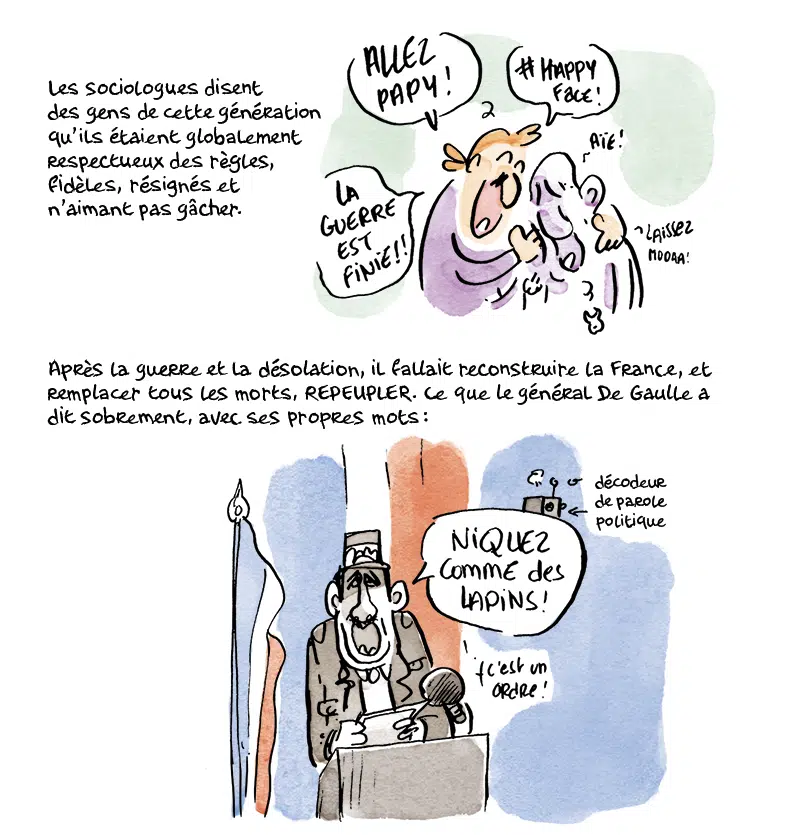 Les sociologues disent
des gens de cette génération
qu'ils étaient globalement
respectueux des règles,
fidèles, résignés et
n'aimant pas gâcher.
ALLEZ
PAPY !
# HAPPY
FACE !
AÏE !
LA
GUERRE
EST
FINIE !!
LAISSEZ
MOOAA !
Après la guerre et la désolation, il fallait reconstruire la France, et
remplacer tous les morts, REPEUPLER. Ce que le général De Gaulle a
dit sobrement, avec ses propres mots :
décodeur
de parole
politique
NIQUEZ
COMME des
LAPINS !
c'est un
ORDRE !